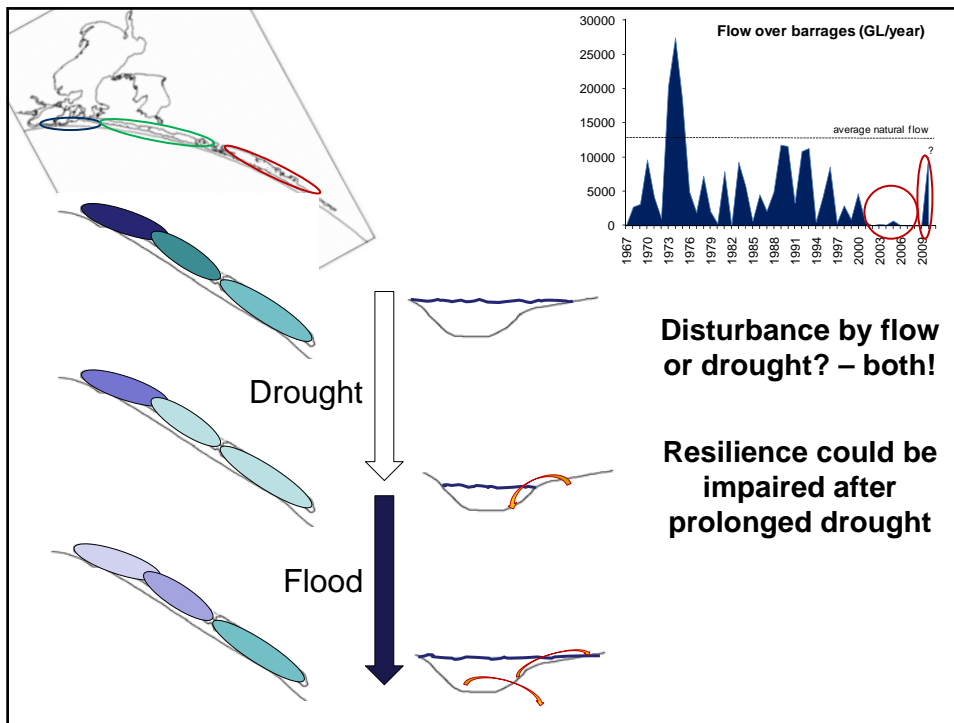 Flow over barrages (GL/year)
30000
25000
20000
15000
10000
5000
0
average natural flow
?
1967
1970
1973
1976
1979
1982
1985
1988
1991
1994
1997
2000
2003
2006
2009
Disturbance by flow
or drought? – both!
Drought
Resilience could be
impaired after
prolonged drought
Flood